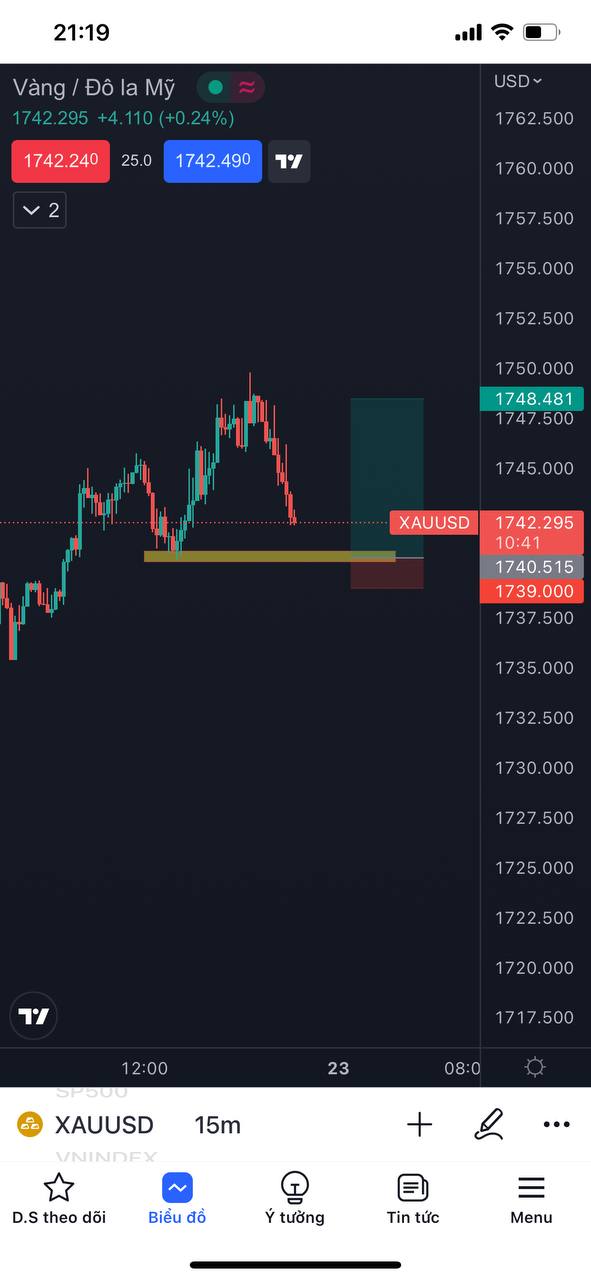 21:19
Vàng / Đô la Mỹ
USD
1742.295 +4.110 (+0.24%)
1742.240 25.0 1742.490
2
1762.500
1760.000
1757.500
1755.000
1752.500
1750.000
1748.481
1747.500
1745.000
XAUUSD 1742.295
10:41
1740.515
1739.000
1737.500
1735.000
1732.500
1730.000
1727.500
1725.000
1722.500
1720.000
1717.500
12:00 23 08:0
SP500
XAUUSD 15m
VNINDEX
D.S theo dõi Biểu đồ Ý tưởng Tin tức Menu